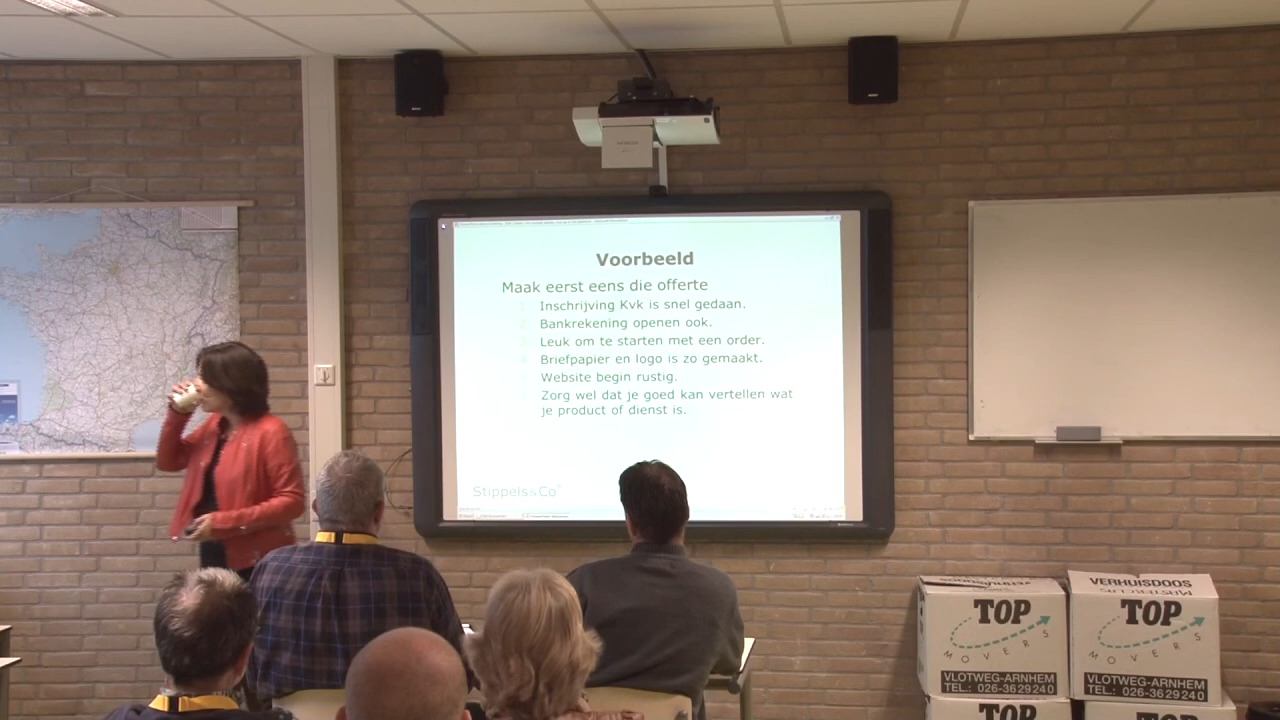 Voorbeeld
Maak eerst eens die offerte
Inschrijving Kvk is snel gedaan.
Bankrekening openen ook.
Leuk om te starten met een order.
Briefpapier en logo is zo gemaakt.
Website begin rustig.
Zorg wel dat je goed kan vertellen wat
je product of dienst is.
Stippels&Co
TOP
MOVERS
VLOTWEG-ARNHEM
TEL.: 026-3629240
VERHUISDOOS
TOP
MOVERS
VLOTWEG-ARNHEM
TEL.: 026-3629240
TOP
TOP